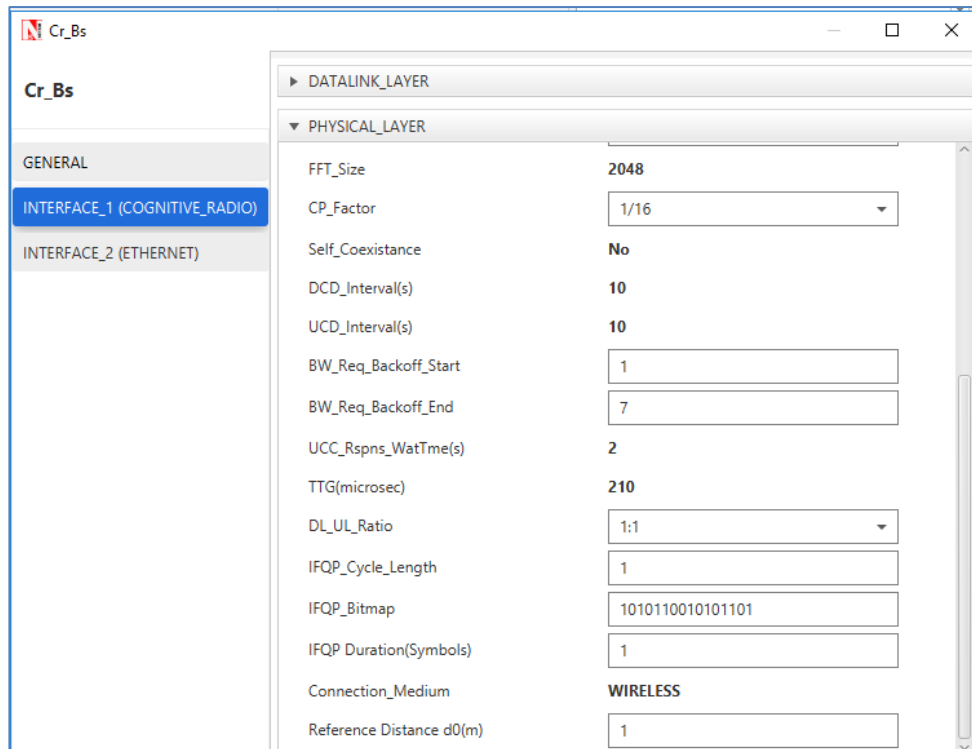 Cr_Bs
Cr_Bs
GENERAL
INTERFACE_1 (COGNITIVE_RADIO)
INTERFACE_2 (ETHERNET)
DATALINK_LAYER
PHYSICAL_LAYER
FFT_Size 2048
CP_Factor 1/16
Self_Coexistance No
DCD_Interval(s) 10
UCD_Interval(s) 10
BW_Req_Backoff_Start 1
BW_Req_Backoff_End 7
UCC_Rspns_WatTme(s) 2
TTG(microsec) 210
DL_UL_Ratio 1:1
IFQP_Cycle_Length 1
IFQP_Bitmap 1010110010101101
IFQP Duration(Symbols) 1
Connection_Medium WIRELESS
Reference Distance d0(m) 1